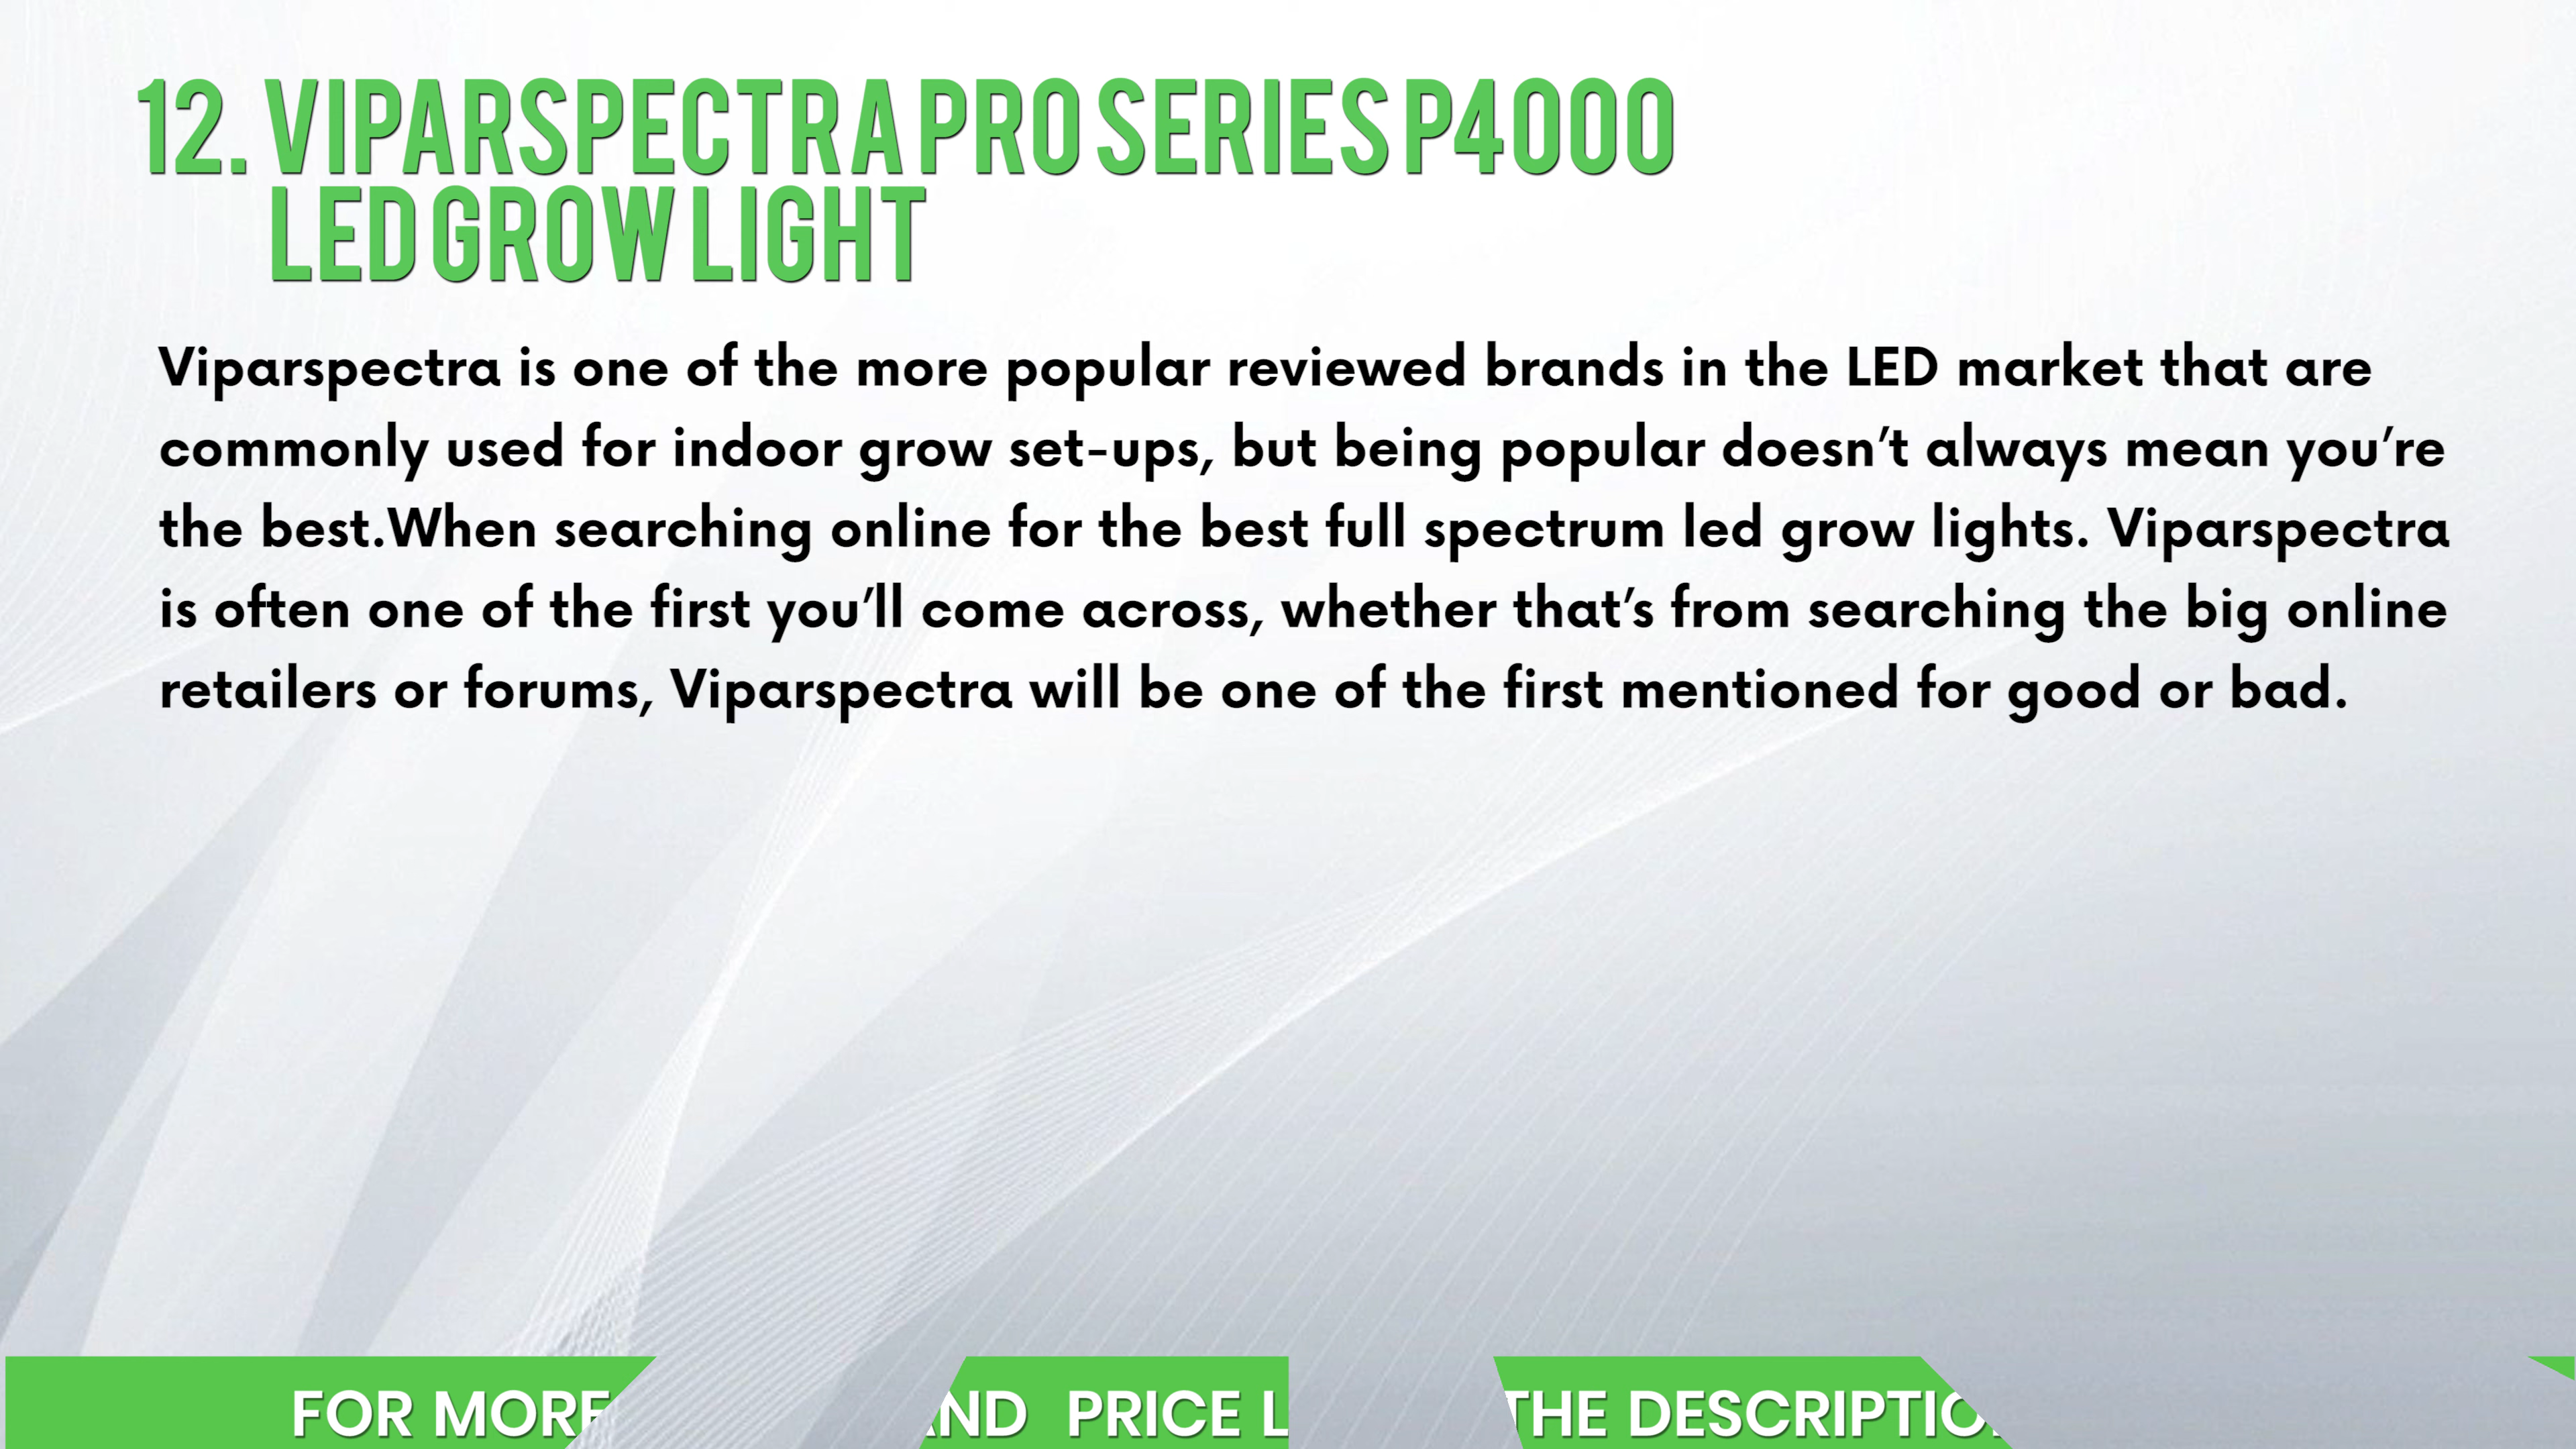 12. VIPARSPECTRA PRO SERIES P4000
LED GROW LIGHT
Viparspectra is one of the more popular reviewed brands in the LED market that are
commonly used for indoor grow set-ups, but being popular doesn’t always mean you’re
the best.When searching online for the best full spectrum led grow lights. Viparspectra
is often one of the first you’ll come across, whether that’s from searching the big online
retailers or forums, Viparspectra will be one of the first mentioned for good or bad.
FOR MORE PRICE THE